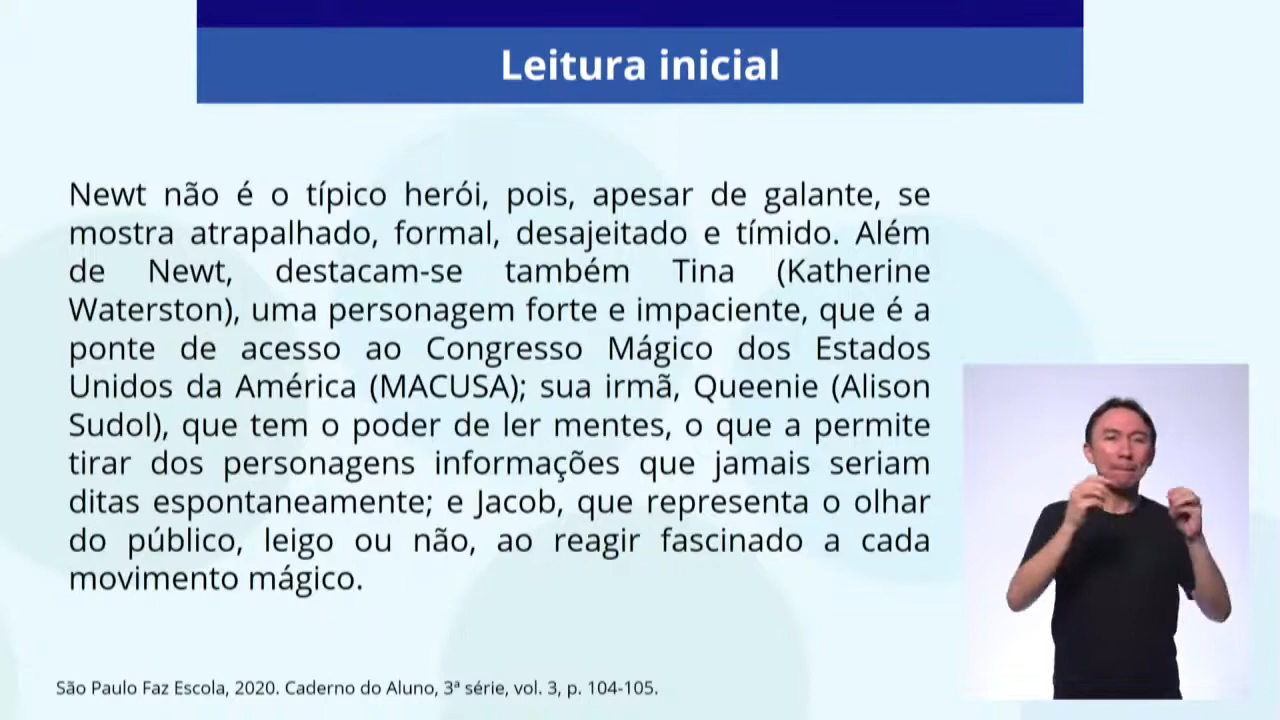 Leitura inicial
Newt não é o típico herói, pois, apesar de galante, se
mostra atrapalhado, formal, desajeitado e tímido. Além
de Newt, destacam-se também Tina (Katherine
Waterston), uma personagem forte e impaciente, que é a
ponte de acesso ao Congresso Mágico dos Estados
Unidos da América (MACUSA); sua irmã, Queenie (Alison
Sudol), que tem o poder de ler mentes, o que a permite
tirar dos personagens informações que jamais seriam
ditas espontaneamente; e Jacob, que representa o olhar
do público, leigo ou não, ao reagir fascinado a cada
movimento mágico.
São Paulo Faz Escola, 2020. Caderno do Aluno, 3ª série, vol. 3, p. 104-105.